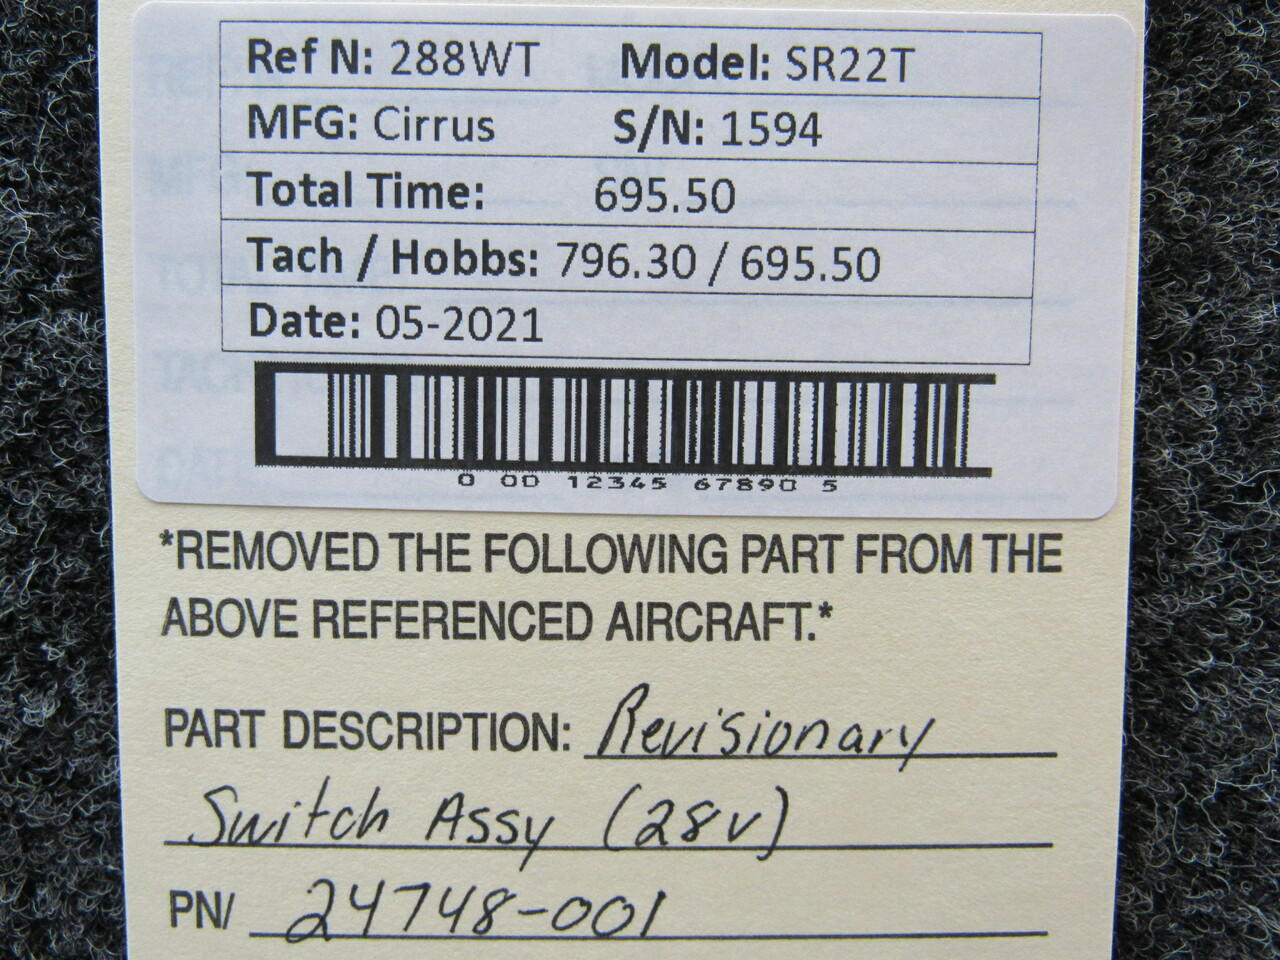 Ref N: 288WT Model: SR22T
MFG: Cirrus S/N: 1594
Total Time: 695.50
Tach / Hobbs: 796.30 / 695.50
Date: 05-2021
0 00 12345 67890 5
*REMOVED THE FOLLOWING PART FROM THE
ABOVE REFERENCED AIRCRAFT.*
PART DESCRIPTION: Revisionary
Switch Assy (28v)
PN/ 24748-001